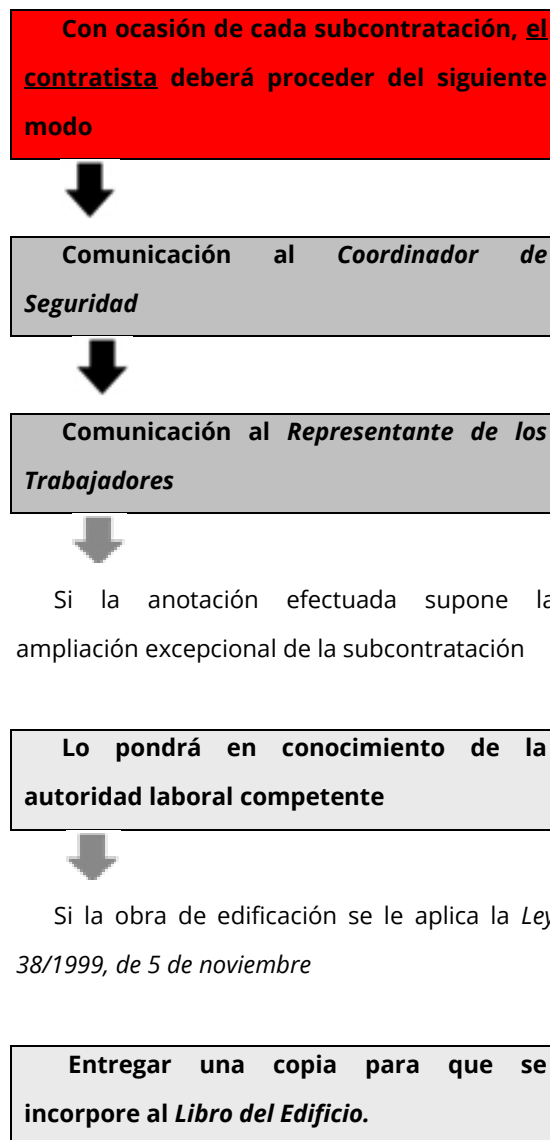 Con ocasión de cada subcontratación, el
contratista deberá proceder del siguiente
modo
Comunicación al Coordinador de
Seguridad
Comunicación al Representante de los
Trabajadores
Si la anotación efectuada supone la
ampliación excepcional de la subcontratación
Lo pondrá en conocimiento de la
autoridad laboral competente
Si la obra de edificación se le aplica la Ley
38/1999, de 5 de noviembre
Entregar una copia para que se
incorpore al Libro del Edificio.